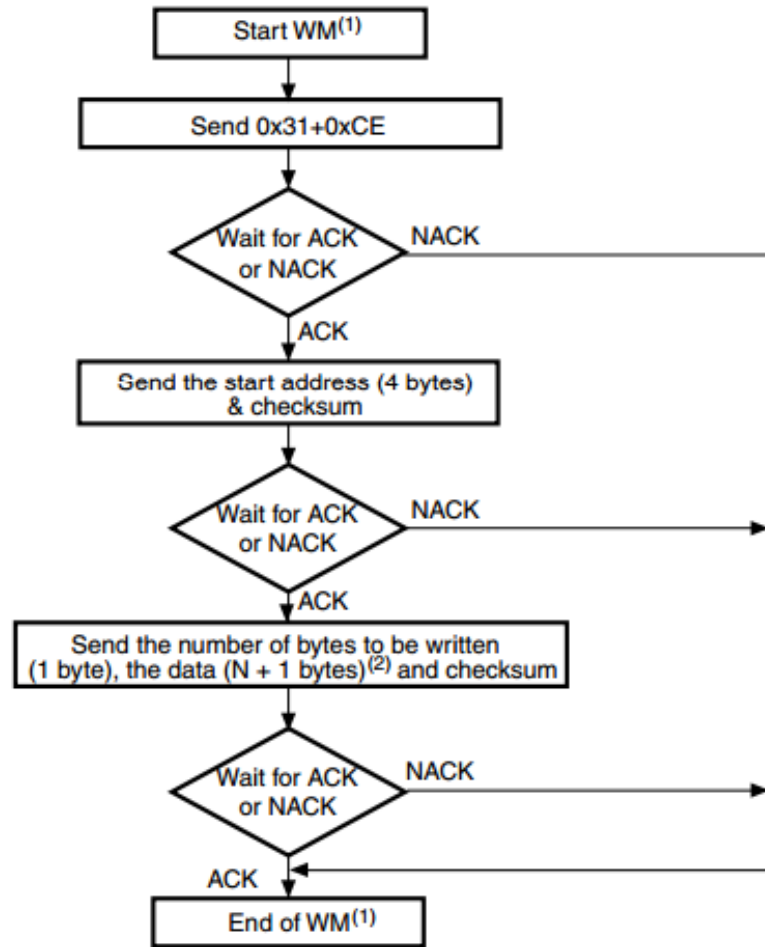 Start WM(1)
Send 0x31+0xCE
Wait for ACK
or NACK
NACK
ACK
Send the start address (4 bytes)
& checksum
Wait for ACK
or NACK
NACK
ACK
Send the number of bytes to be written
(1 byte), the data (N + 1 bytes)(2) and checksum
Wait for ACK
or NACK
NACK
ACK
End of WM(1)